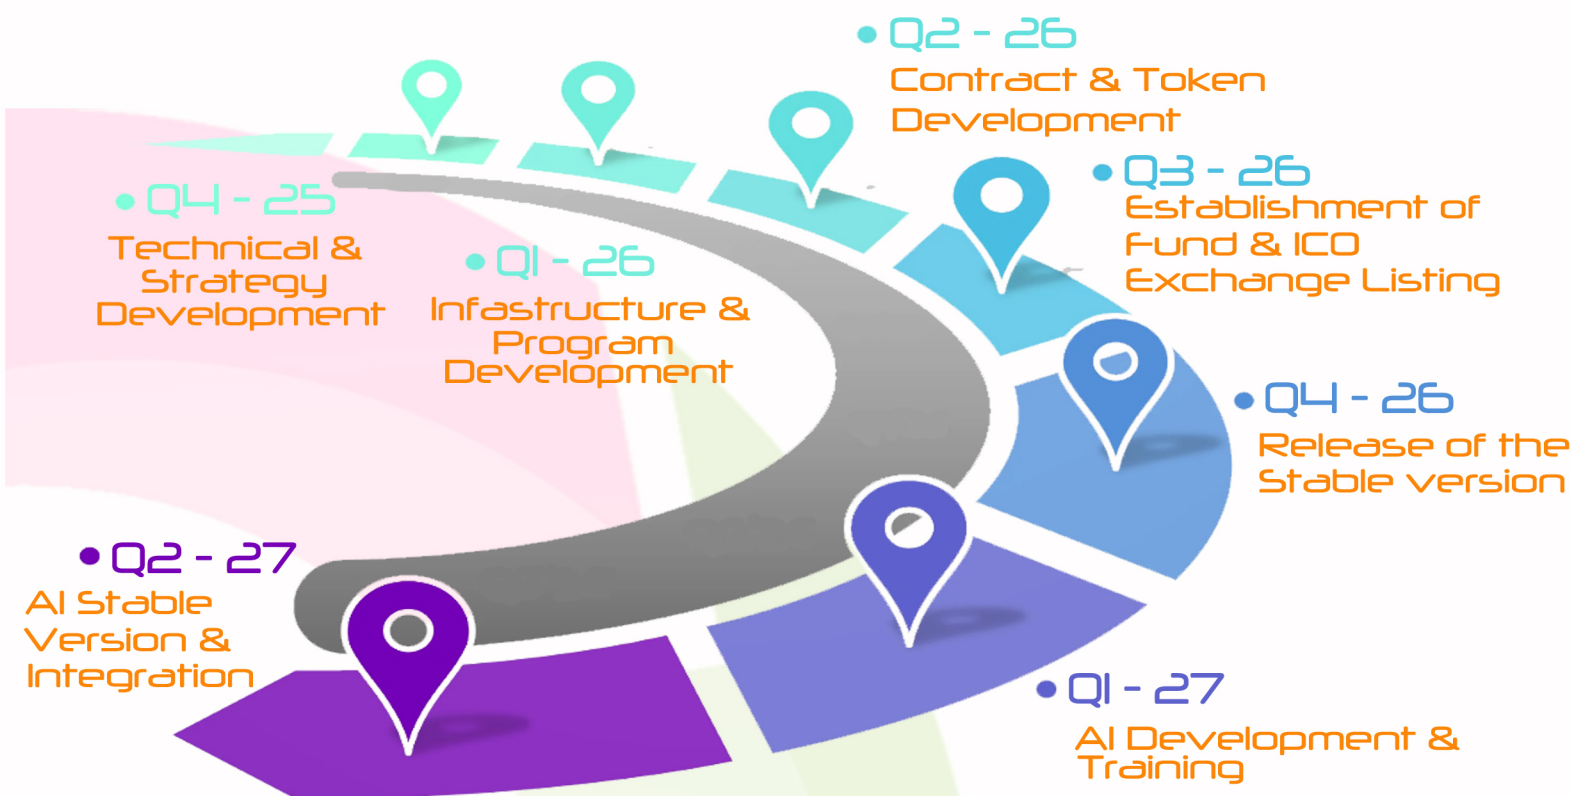 Q4 - 25
Technical &
Strategy
Development
Q1 - 26
Infastructure &
Program
Development
Q2 - 26
Contract & Token
Development
Q3 - 26
Establishment of
Fund & ICO
Exchange Listing
Q4 - 26
Release of the
Stable version
Q1 - 27
AI Development &
Training
Q2 - 27
AI Stable
Version &
Integration